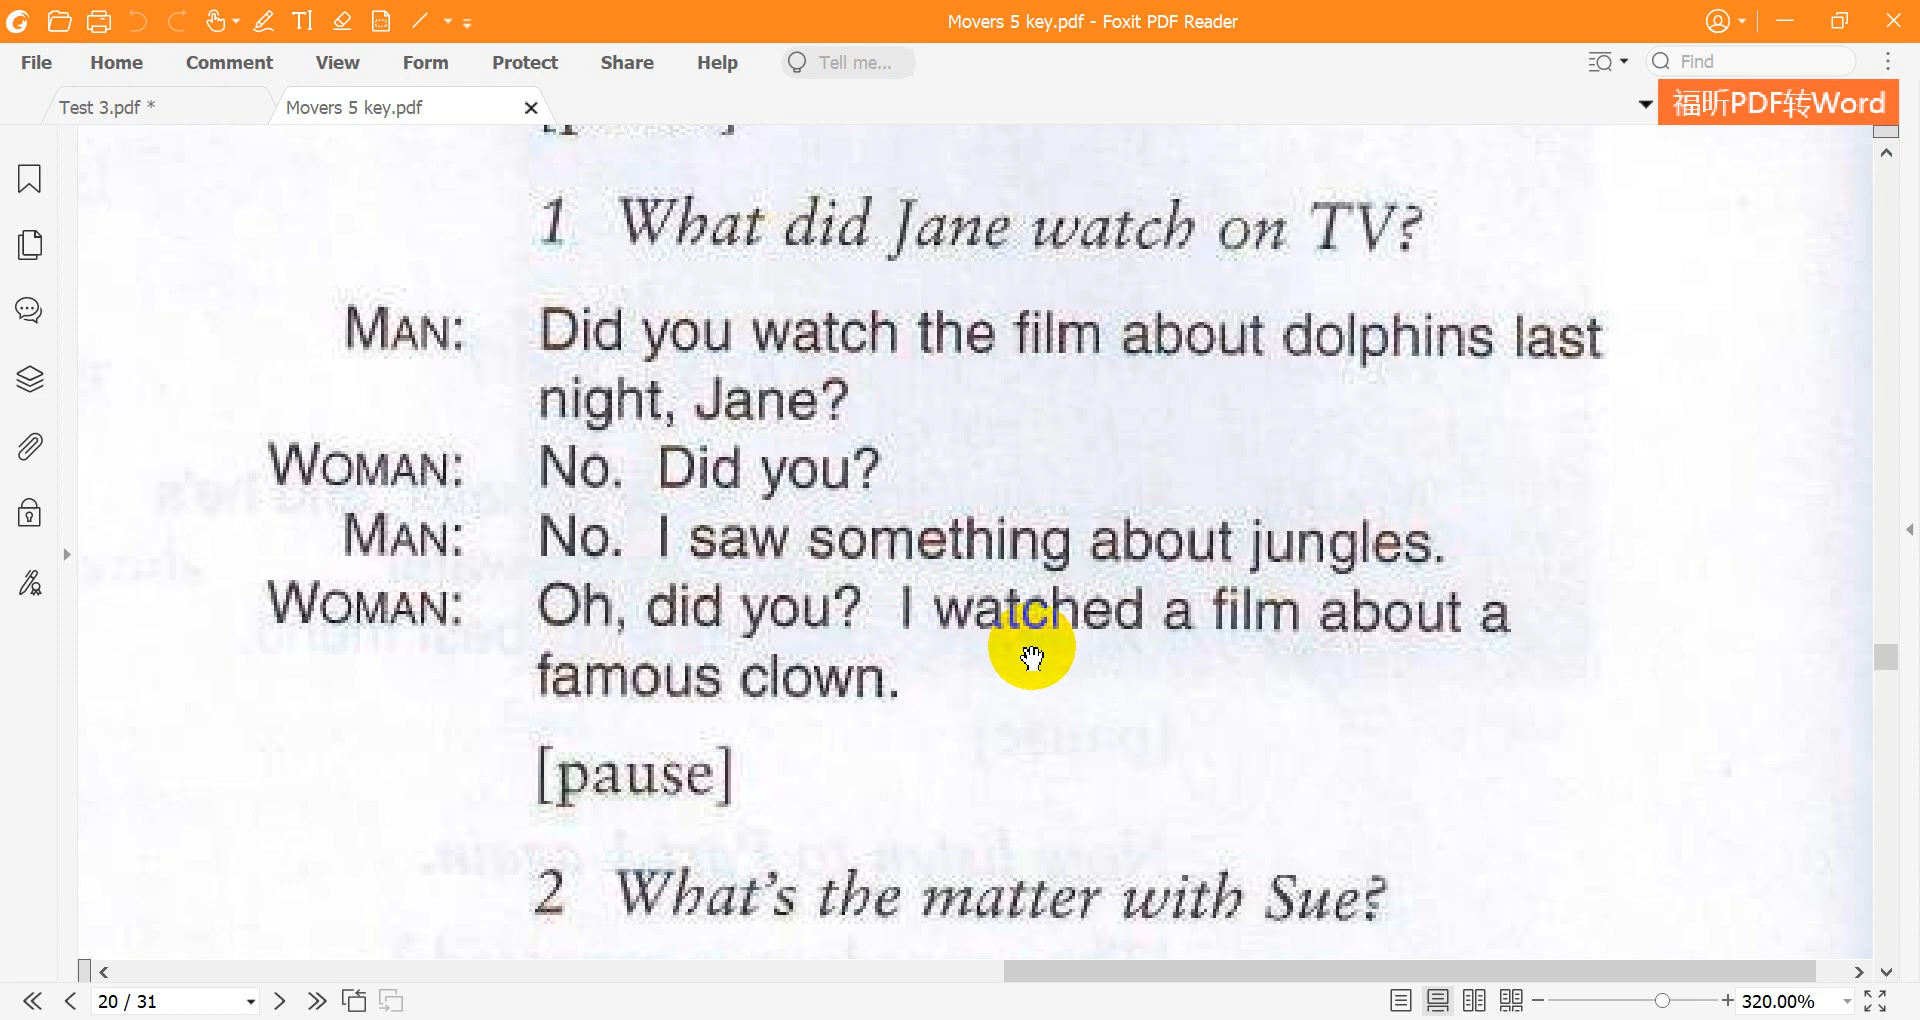 Movers 5 key.pdf - Foxit PDF Reader
File Home Comment View Form Protect Share Help Tell me... Find
Test 3.pdf * Movers 5 key.pdf 福昕PDF转Word
1 What did Jane watch on TV?
MAN: Did you watch the film about dolphins last
night, Jane?
WOMAN: No. Did you?
MAN: No. I saw something about jungles.
WOMAN: Oh, did you? I watched a film about a
famous clown.
[pause]
2 What's the matter with Sue?
20 / 31 320.00%